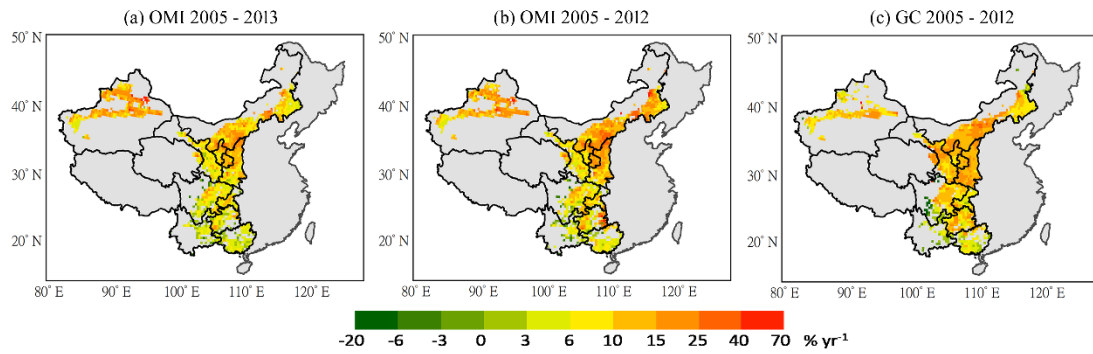 (a) OMI 2005 - 2013 (b) OMI 2005 - 2012 (c) GC 2005 - 2012
50° N 50° N 50° N
40° N 40° N 40° N
30° N 30° N 30° N
20° N 20° N 20° N
80° E 90° E 100° E 110° E 120° E 80° E 90° E 100° E 110° E 120° E 80° E 90° E 100° E 110° E 120° E
-20 -6 -3 0 3 6 10 15 25 40 70 % yr⁻¹